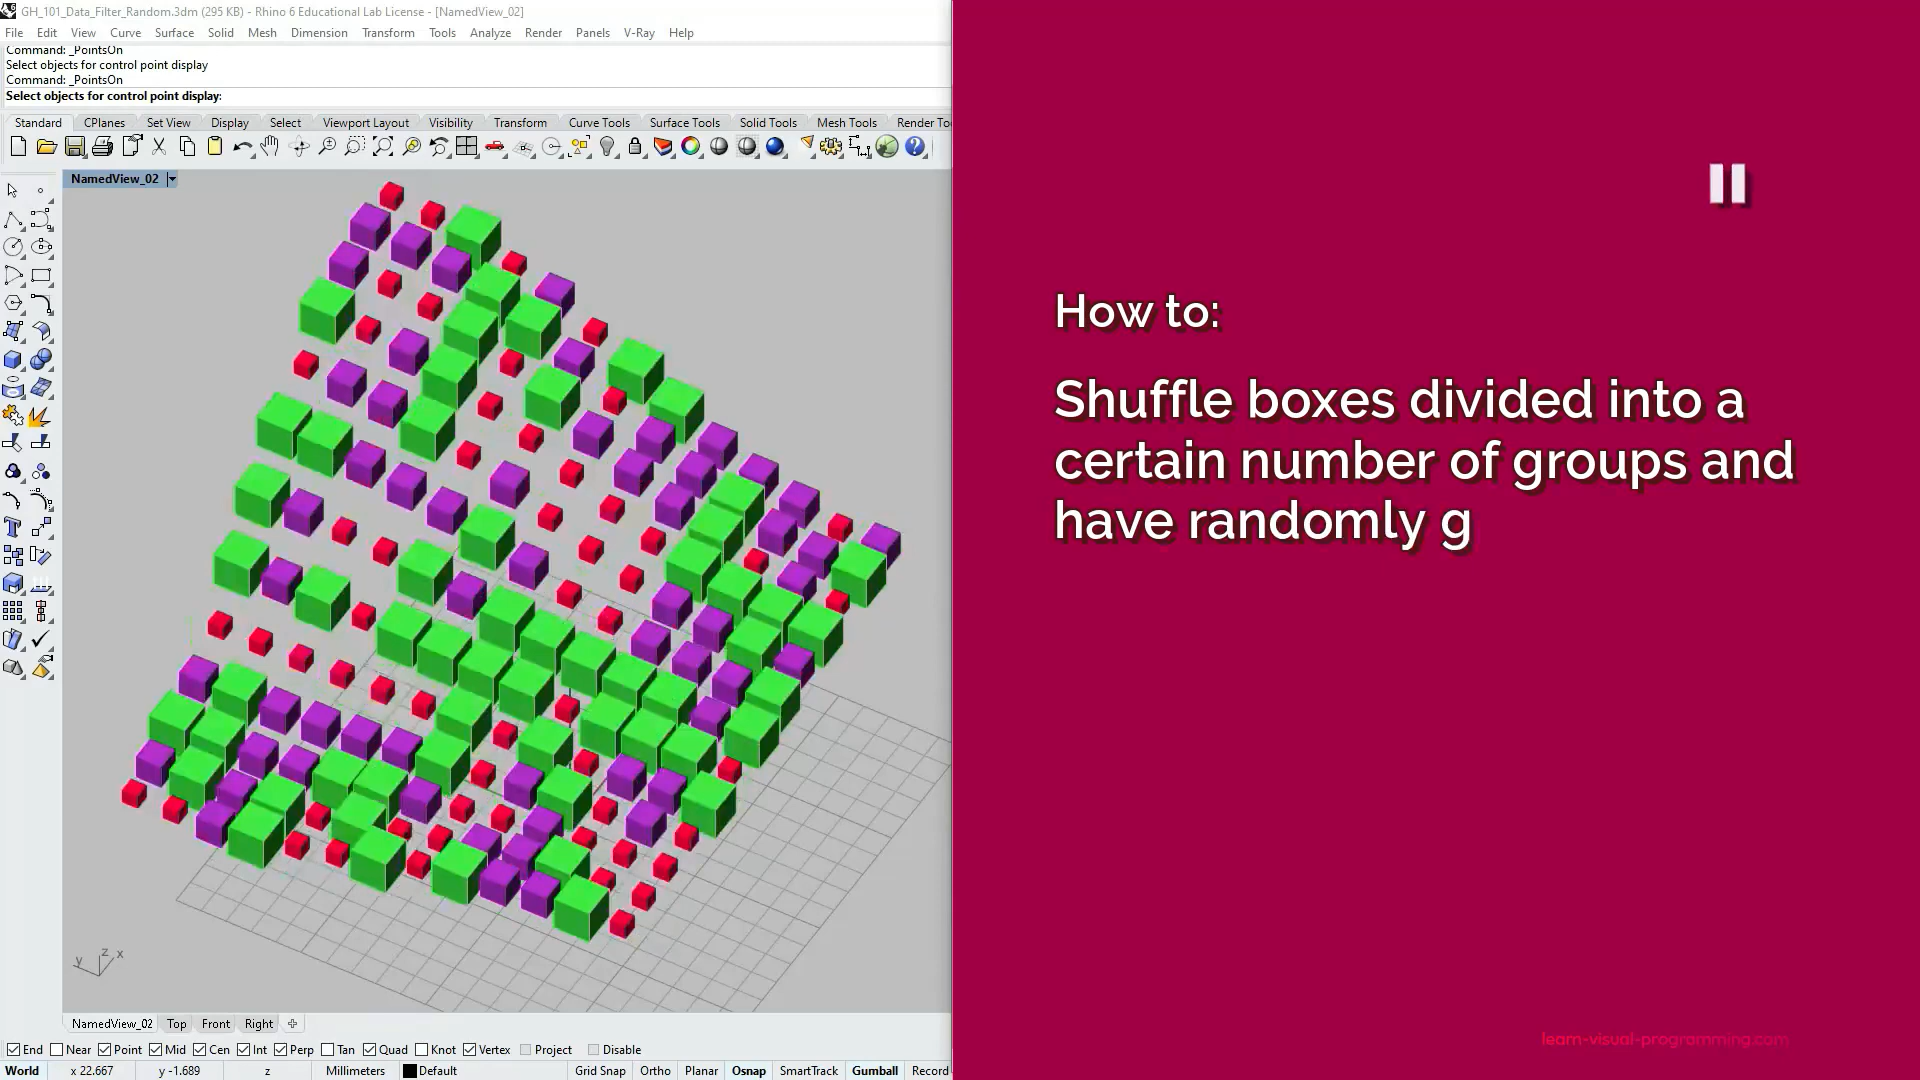 GH_101_Data_Filter_Random.3dm (295 KB) - Rhino 6 Educational Lab License - [NamedView_02]
File Edit View Curve Surface Solid Mesh Dimension Transform Tools Analyze Render Panels V-Ray Help
Command: _PointsOn
Select objects for control point display
Command: _PointsOn
Select objects for control point display:
Standard CPlanes Set View Display Select Viewport Layout Visibility Transform Curve Tools Surface Tools Solid Tools Mesh Tools Render To
NamedView_02
How to:
Shuffle boxes divided into a
certain number of groups and
have randomly g
z
y x
NamedView_02 Top Front Right
End Near Point Mid Cen Int Perp Tan Quad Knot Vertex Project Disable
World x 22.667 y -1.689 z Millimeters Default Grid Snap Ortho Planar Osnap SmartTrack Gumball Record
learn-visual-programming.com